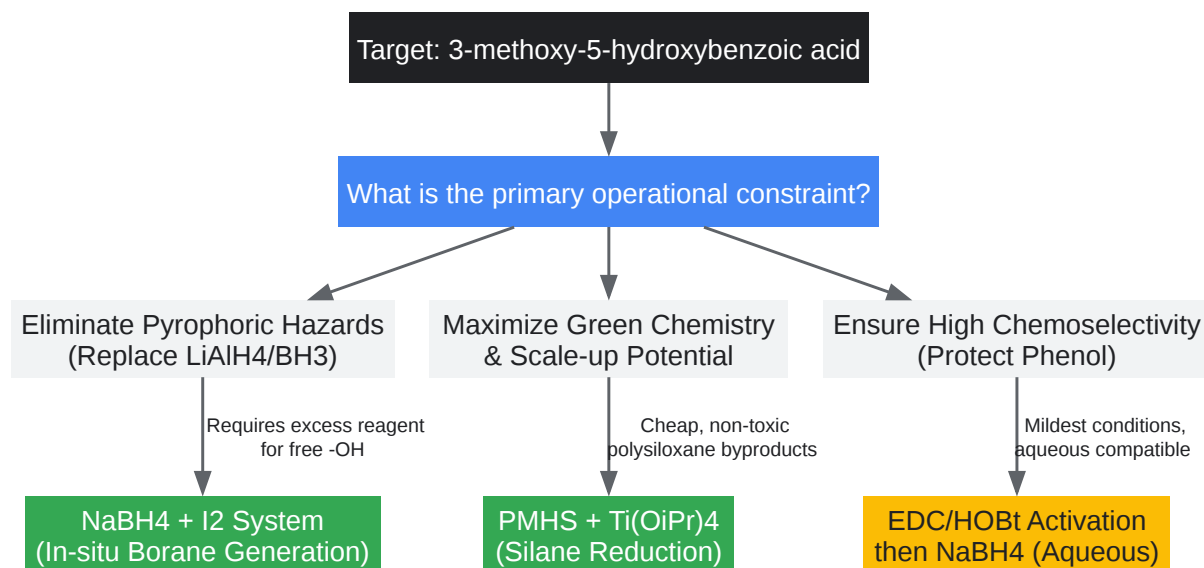 Target: 3-methoxy-5-hydroxybenzoic acid
What is the primary operational constraint?
Eliminate Pyrophoric Hazards
(Replace LiAlH4/BH3)
Maximize Green Chemistry
& Scale-up Potential
Ensure High Chemoselectivity
(Protect Phenol)
Requires excess reagent
for free -OH
Cheap, non-toxic
polysiloxane byproducts
Mildest conditions,
aqueous compatible
NaBH4 + I2 System
(In-situ Borane Generation)
PMHS + Ti(OiPr)4
(Silane Reduction)
EDC/HOBt Activation
then NaBH4 (Aqueous)